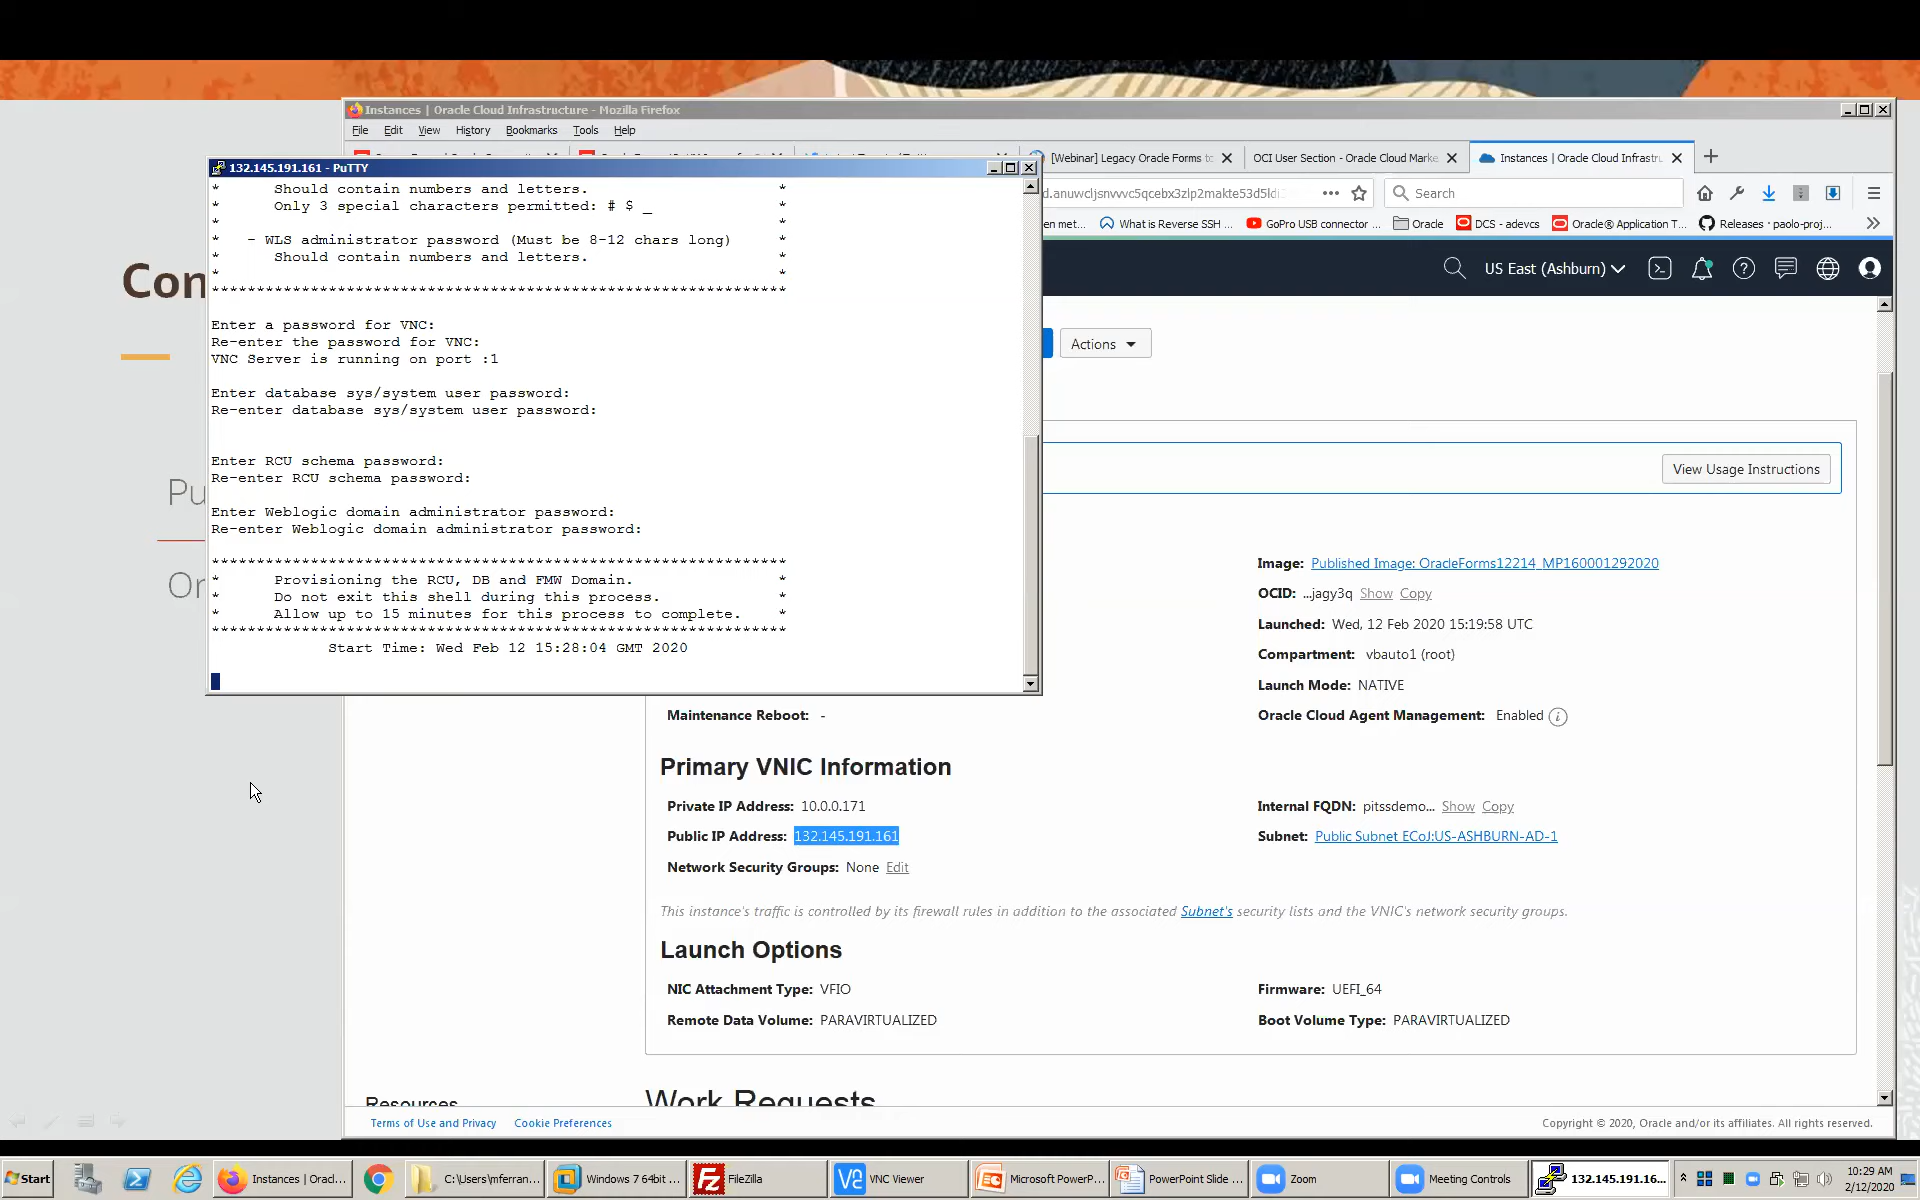 Con
Pu
Or
Instances | Oracle Cloud Infrastructure - Mozilla Firefox
File Edit View History Bookmarks Tools Help
[Webinar] Legacy Oracle Forms to
OCI User Section - Oracle Cloud Marke
Instances | Oracle Cloud Infrastru
d.anuwcljsnvvvc5qcebx3zlp2makte53d5ldi
Search
en met...
What is Reverse SSH ...
GoPro USB connector ...
Oracle
DCS - adevcs
Oracle® Application T...
Releases · paolo-proj...
US East (Ashburn)
Actions
View Usage Instructions
132.145.191.161 - PuTTY
* Should contain numbers and letters. *
* Only 3 special characters permitted: # $ _ *
* *
* - WLS administrator password (Must be 8-12 chars long) *
* Should contain numbers and letters. *
* *
****************************************************************
Enter a password for VNC:
Re-enter the password for VNC:
VNC Server is running on port :1
Enter database sys/system user password:
Re-enter database sys/system user password:
Enter RCU schema password:
Re-enter RCU schema password:
Enter Weblogic domain administrator password:
Re-enter Weblogic domain administrator password:
****************************************************************
* Provisioning the RCU, DB and FMW Domain. *
* Do not exit this shell during this process. *
* Allow up to 15 minutes for this process to complete. *
****************************************************************
Start Time: Wed Feb 12 15:28:04 GMT 2020
Image: Published Image: OracleForms12214_MP160001292020
OCID: ...jagy3q Show Copy
Launched: Wed, 12 Feb 2020 15:19:58 UTC
Compartment: vbauto1 (root)
Launch Mode: NATIVE
Maintenance Reboot: -
Oracle Cloud Agent Management: Enabled
Primary VNIC Information
Private IP Address: 10.0.0.171
Internal FQDN: pitssdemo... Show Copy
Public IP Address: 132.145.191.161
Subnet: Public Subnet ECoJ:US-ASHBURN-AD-1
Network Security Groups: None Edit
This instance's traffic is controlled by its firewall rules in addition to the associated Subnet's security lists and the VNIC's network security groups.
Launch Options
NIC Attachment Type: VFIO
Firmware: UEFI_64
Remote Data Volume: PARAVIRTUALIZED
Boot Volume Type: PARAVIRTUALIZED
Resources
Work Requests
Terms of Use and Privacy Cookie Preferences
Copyright © 2020, Oracle and/or its affiliates. All rights reserved.
Start
Instances | Oracl...
C:\Users\mferran...
Windows 7 64bit ...
FileZilla
VNC Viewer
Microsoft PowerP...
PowerPoint Slide ...
Zoom
Meeting Controls
132.145.191.16...
10:29 AM
2/12/2020